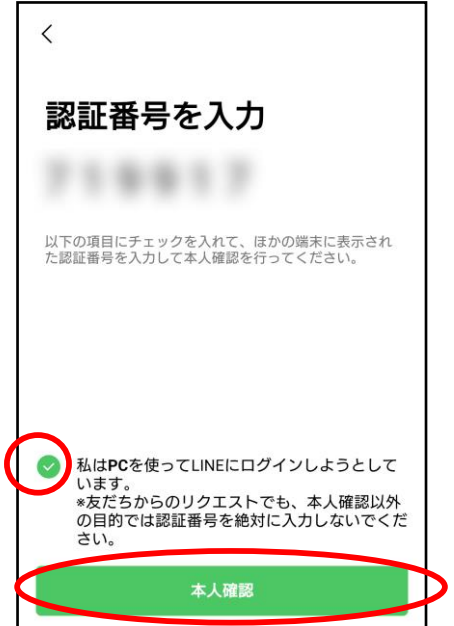 認証番号を入力
以下の項目にチェックを入れて、ほかの端末に表示され
た認証番号を入力して本人確認を行ってください。
私はPCを使ってLINEにログインしようとして
います。
*友だちからのリクエストでも、本人確認以外
の目的では認証番号を絶対に入力しないでくだ
さい。
本人確認